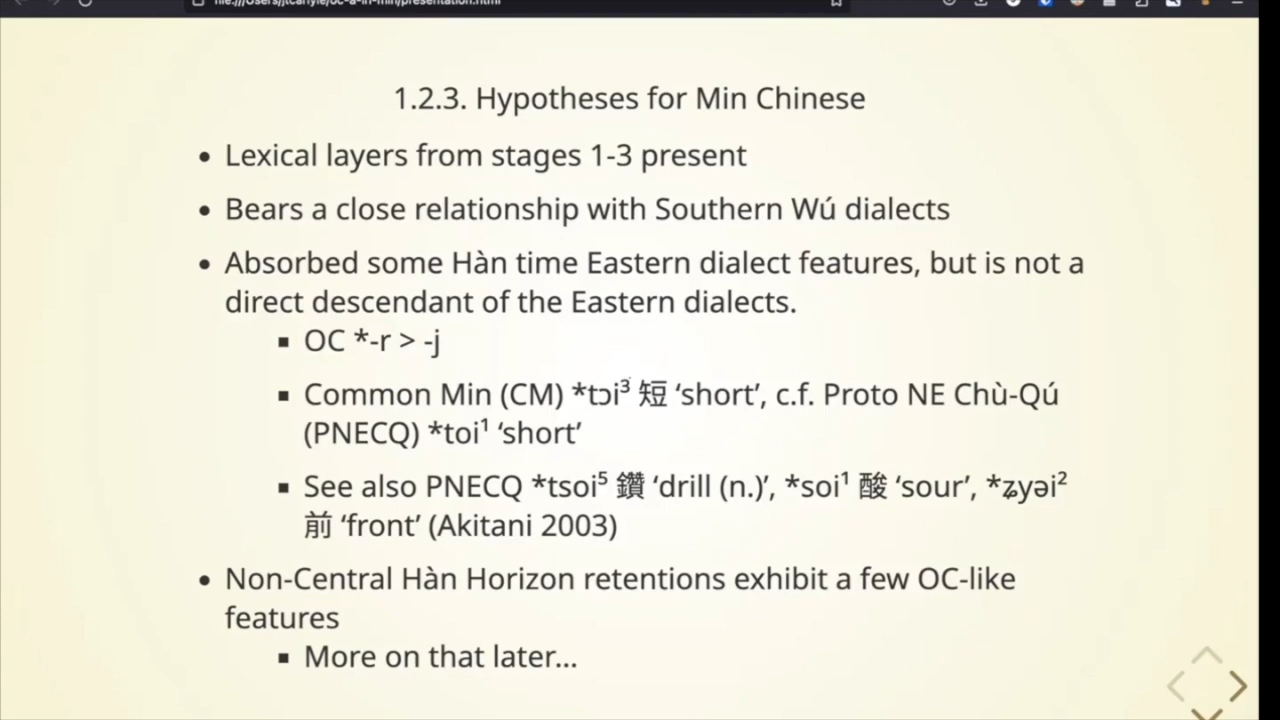 1.2.3. Hypotheses for Min Chinese
• Lexical layers from stages 1-3 present
• Bears a close relationship with Southern Wú dialects
• Absorbed some Hàn time Eastern dialect features, but is not a
direct descendant of the Eastern dialects.
▪ OC *-r > -j
▪ Common Min (CM) *tɔi³ 短 ‘short’, c.f. Proto NE Chù-Qú
(PNECQ) *toi¹ ‘short’
▪ See also PNECQ *tsoi⁵ 鑽 ‘drill (n.)’, *soi¹ 酸 ‘sour’, *ʑyəi²
前 ‘front’ (Akitani 2003)
• Non-Central Hàn Horizon retentions exhibit a few OC-like
features
▪ More on that later...